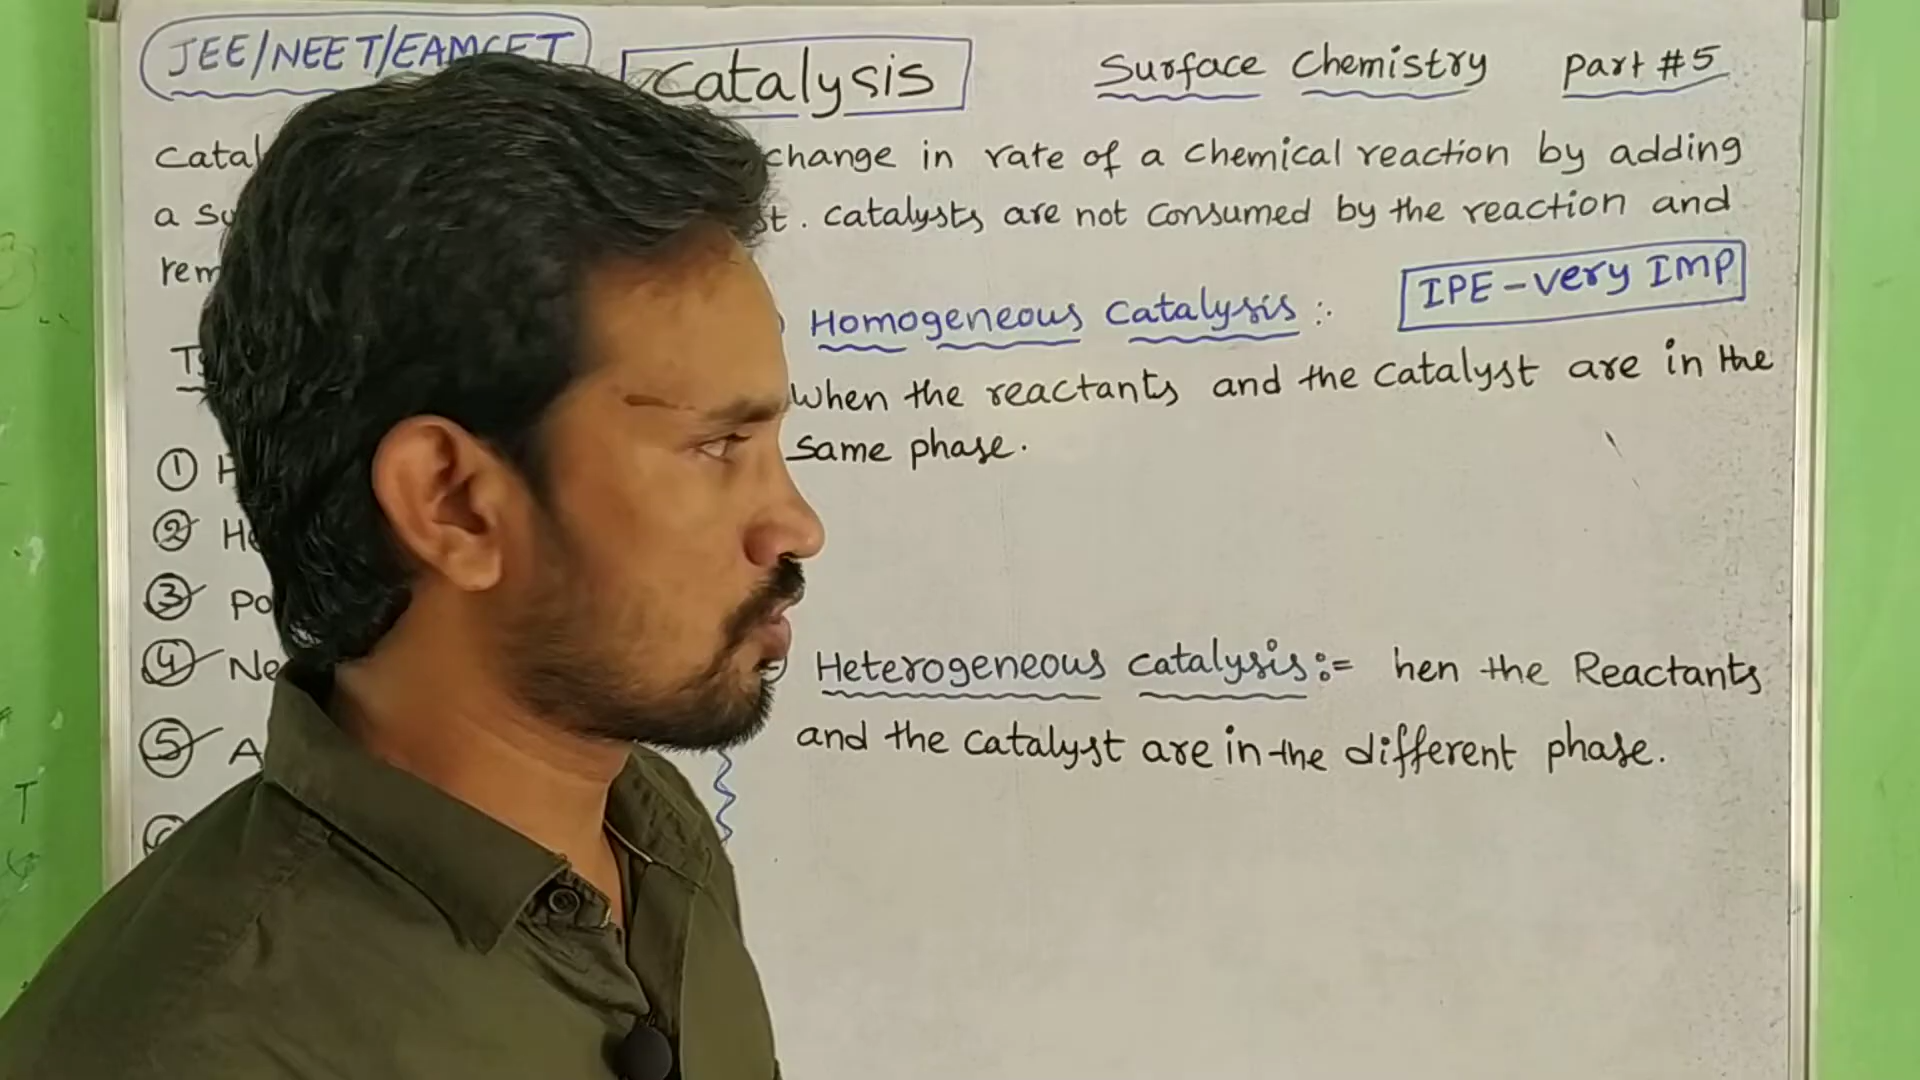 JEE/NEET/EAMCET
Catalysis
Surface Chemistry Part #5
change in rate of a chemical reaction by adding
a
. catalysts are not consumed by the reaction and
Homogeneous Catalysis :.
IPE - very IMP
When the reactants and the catalyst are in the
same phase.
①
②
③
④
⑤
Heterogeneous catalysis := hen the Reactants
and the catalyst are in the different phase.